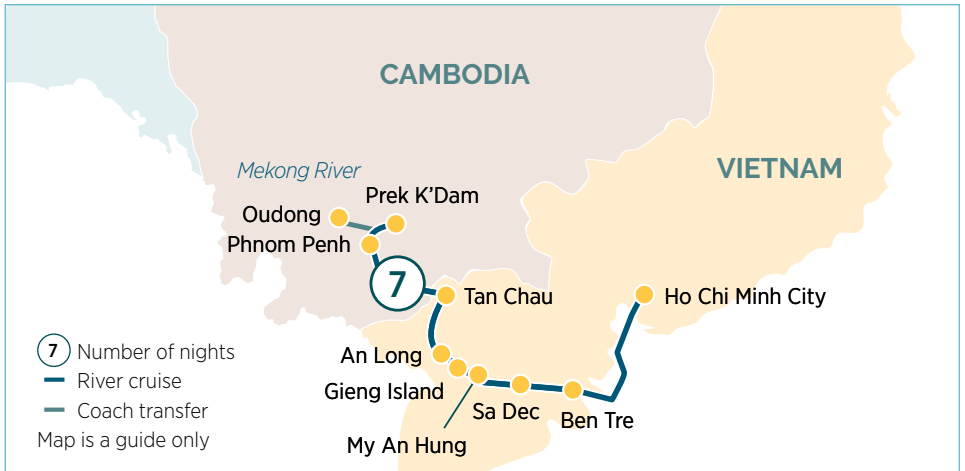 CAMBODIA
VIETNAM
Mekong River
Prek K’Dam
Oudong
Phnom Penh
7
Tan Chau
Ho Chi Minh City
An Long
Gieng Island
Sa Dec
Ben Tre
My An Hung
7 Number of nights
River cruise
Coach transfer
Map is a guide only